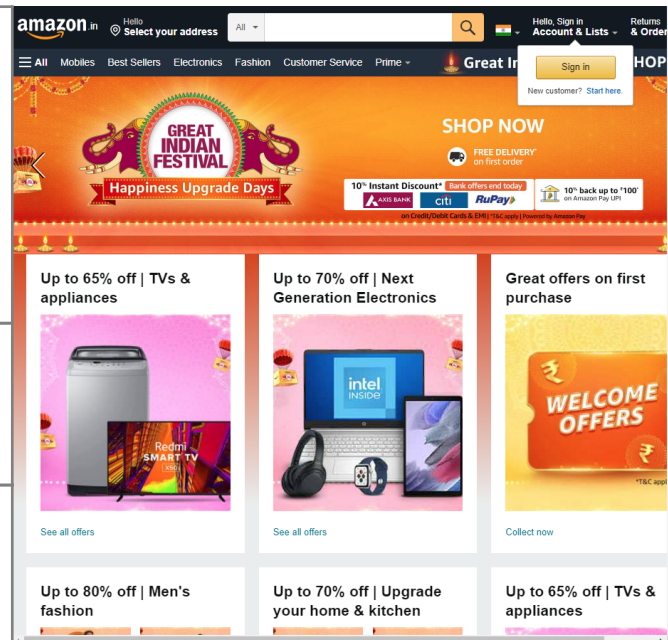 amazon.in
Hello
Select your address
All
Hello, Sign in
Account & Lists
Returns
& Order
All Mobiles Best Sellers Electronics Fashion Customer Service Prime
Great In
HOP
Sign in
New customer? Start here.
GREAT
INDIAN
FESTIVAL
Happiness Upgrade Days
SHOP NOW
FREE DELIVERY*
on first order
10% Instant Discount* Bank offers end today
AXIS BANK citi RuPay
10% back up to ₹100*
on Amazon Pay UPI
on Credit/Debit Cards & EMI | *T&C apply | Powered by Amazon Pay
Up to 65% off | TVs &
appliances
Redmi
SMART TV
X50
See all offers
Up to 70% off | Next
Generation Electronics
intel
INSIDE
See all offers
Great offers on first
purchase
WELCOME
OFFERS
*T&C appl
Collect now
Up to 80% off | Men's
fashion
Up to 70% off | Upgrade
your home & kitchen
Up to 65% off | TVs &
appliances